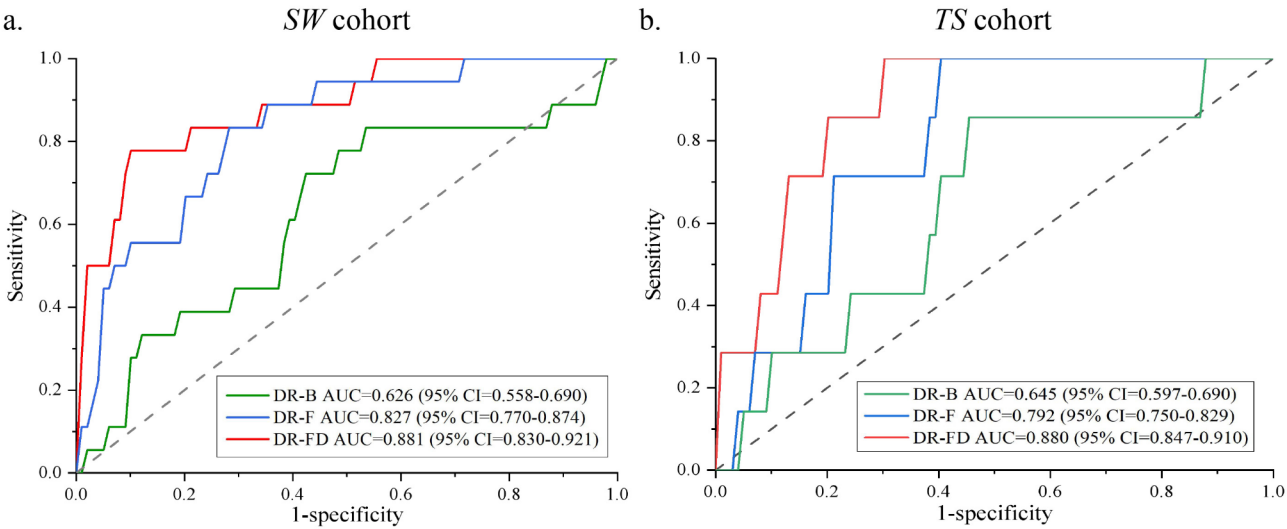 a.
SW cohort
1.0
0.8
0.6
0.4
0.2
0.0
Sensitivity
0.0 0.2 0.4 0.6 0.8 1.0
1-specificity
DR-B AUC=0.626 (95% CI=0.558-0.690)
DR-F AUC=0.827 (95% CI=0.770-0.874)
DR-FD AUC=0.881 (95% CI=0.830-0.921)
b.
TS cohort
1.0
0.8
0.6
0.4
0.2
0.0
Sensitivity
0.0 0.2 0.4 0.6 0.8 1.0
1-specificity
DR-B AUC=0.645 (95% CI=0.597-0.690)
DR-F AUC=0.792 (95% CI=0.750-0.829)
DR-FD AUC=0.880 (95% CI=0.847-0.910)